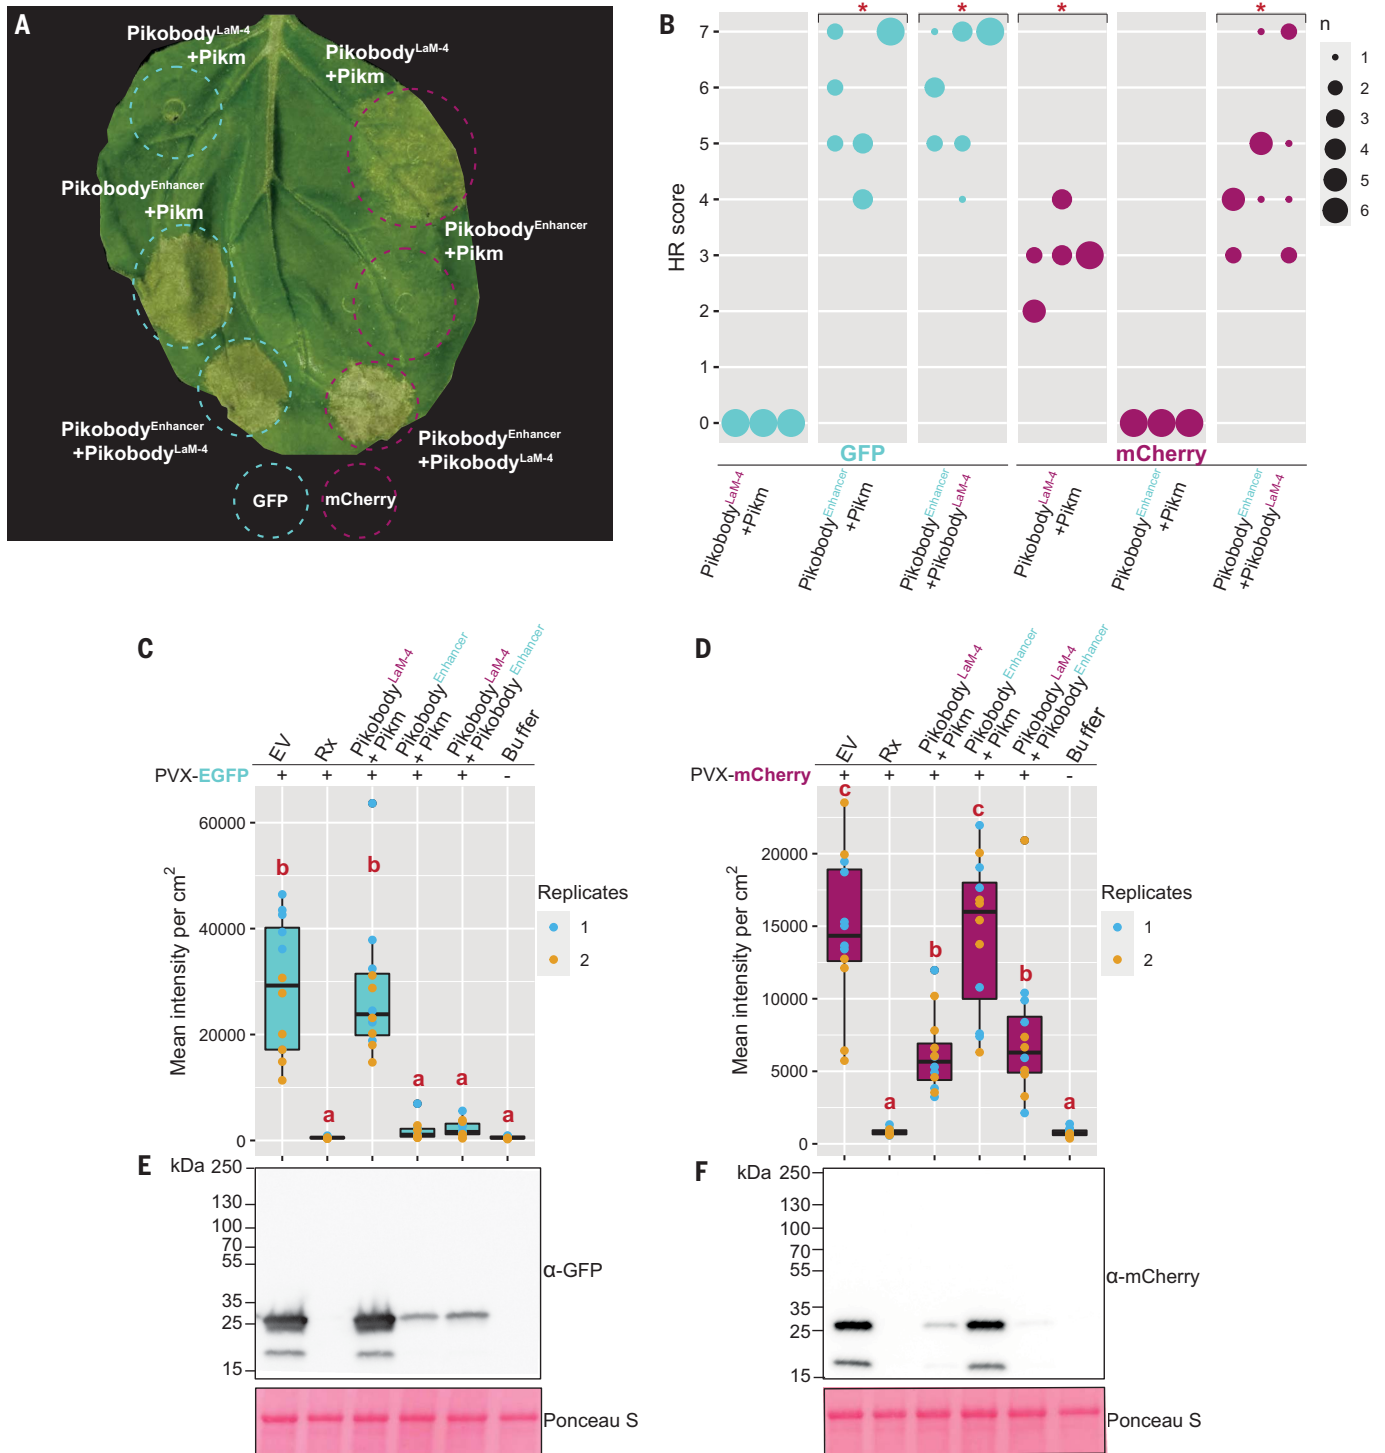 A
Pikobody^LaM-4
+Pikm
Pikobody^LaM-4
+Pikm
Pikobody^Enhancer
+Pikm
Pikobody^Enhancer
+Pikm
Pikobody^Enhancer
+Pikobody^LaM-4
Pikobody^Enhancer
+Pikobody^LaM-4
GFP
mCherry
B
* * * *
HR score
7
6
5
4
3
2
1
0
n
1
2
3
4
5
6
GFP
mCherry
Pikobody^LaM-4
+Pikm
Pikobody^Enhancer
+Pikm
Pikobody^Enhancer
+Pikobody^LaM-4
Pikobody^LaM-4
+Pikm
Pikobody^Enhancer
+Pikm
Pikobody^Enhancer
+Pikobody^LaM-4
C
EV
Rx
Pikobody^LaM-4
+ Pikm
Pikobody^Enhancer
+ Pikm
Pikobody^LaM-4
+ Pikobody^Enhancer
Buffer
PVX-EGFP + + + + + -
Mean intensity per cm²
60000
40000
20000
0
b a b a a a
Replicates
1
2
D
EV
Rx
Pikobody^LaM-4
+ Pikm
Pikobody^Enhancer
+ Pikm
Pikobody^LaM-4
+ Pikobody^Enhancer
Buffer
PVX-mCherry + + + + + -
Mean intensity per cm²
20000
15000
10000
5000
0
c a b c b a
Replicates
1
2
E
kDa
250
130
100
70
55
35
25
15
α-GFP
Ponceau S
F
kDa
250
130
100
70
55
35
25
15
α-mCherry
Ponceau S